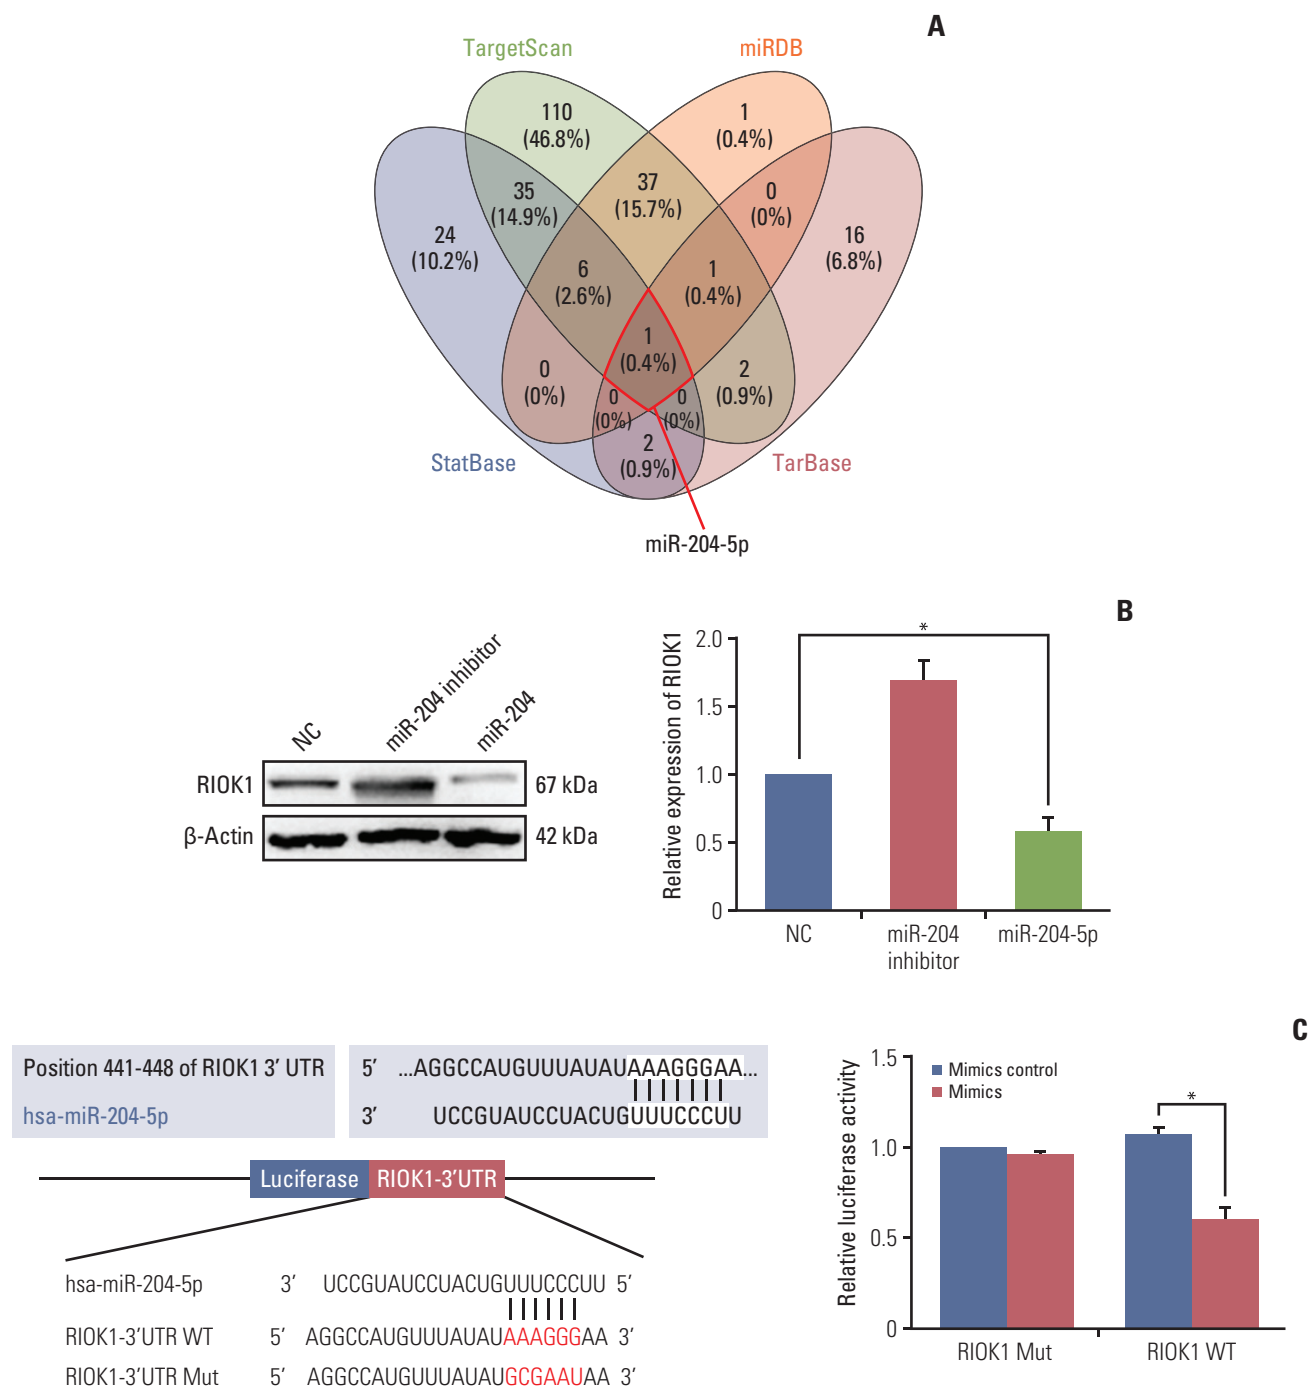 A
TargetScan
miRDB
110
(46.8%)
1
(0.4%)
35
(14.9%)
37
(15.7%)
0
(0%)
24
(10.2%)
16
(6.8%)
6
(2.6%)
1
(0.4%)
1
(0.4%)
0
(0%)
2
(0.9%)
0
(0%)
0
(0%)
2
(0.9%)
StatBase
TarBase
miR-204-5p
B
NC
miR-204 inhibitor
miR-204
RIOK1
67 kDa
β-Actin
42 kDa
Relative expression of RIOK1
2.0
1.5
1.0
0.5
0
*
NC
miR-204
inhibitor
miR-204-5p
C
Position 441-448 of RIOK1 3′ UTR
5′ ...AGGCCAUGUUUAUAUAAAGGGAA...
hsa-miR-204-5p
3′ UCCGUAUCCUACUGUUUCCCUU
Luciferase
RIOK1-3′UTR
hsa-miR-204-5p 3′ UCCGUAUCCUACUGUUUCCCUU 5′
RIOK1-3′UTR WT 5′ AGGCCAUGUUUAUAUAAAGGGAA 3′
RIOK1-3′UTR Mut 5′ AGGCCAUGUUUAUAUGCGAAUAA 3′
Relative luciferase activity
1.5
1.0
0.5
0
Mimics control
Mimics
*
RIOK1 Mut
RIOK1 WT